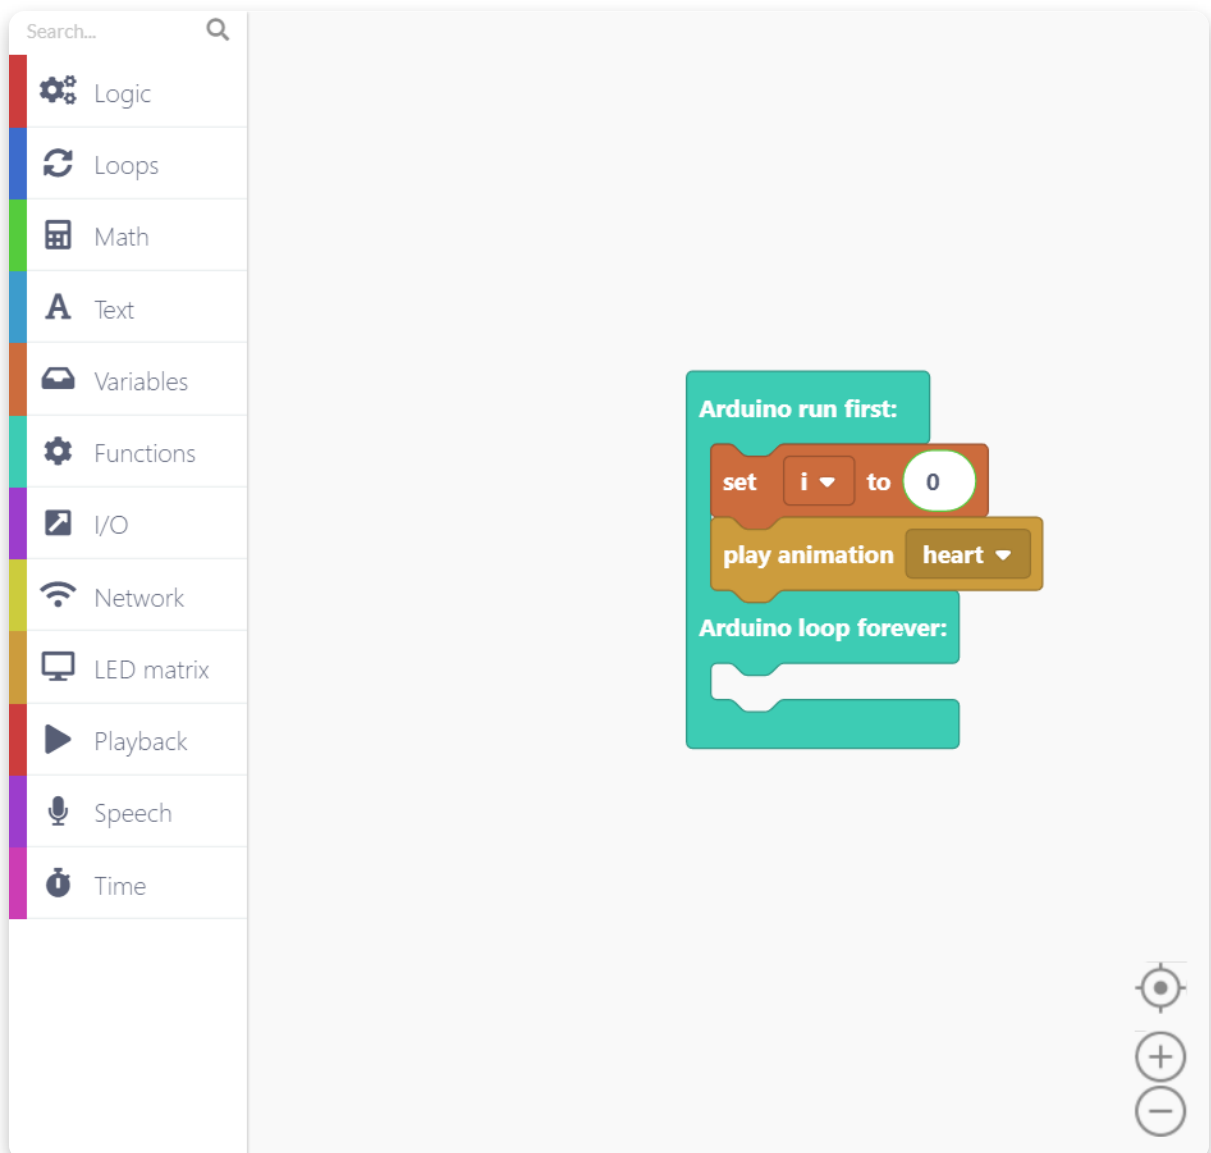 Search...
Logic
Loops
Math
Text
Variables
Functions
I/O
Network
LED matrix
Playback
Speech
Time
Arduino run first:
set i to 0
play animation heart
Arduino loop forever: